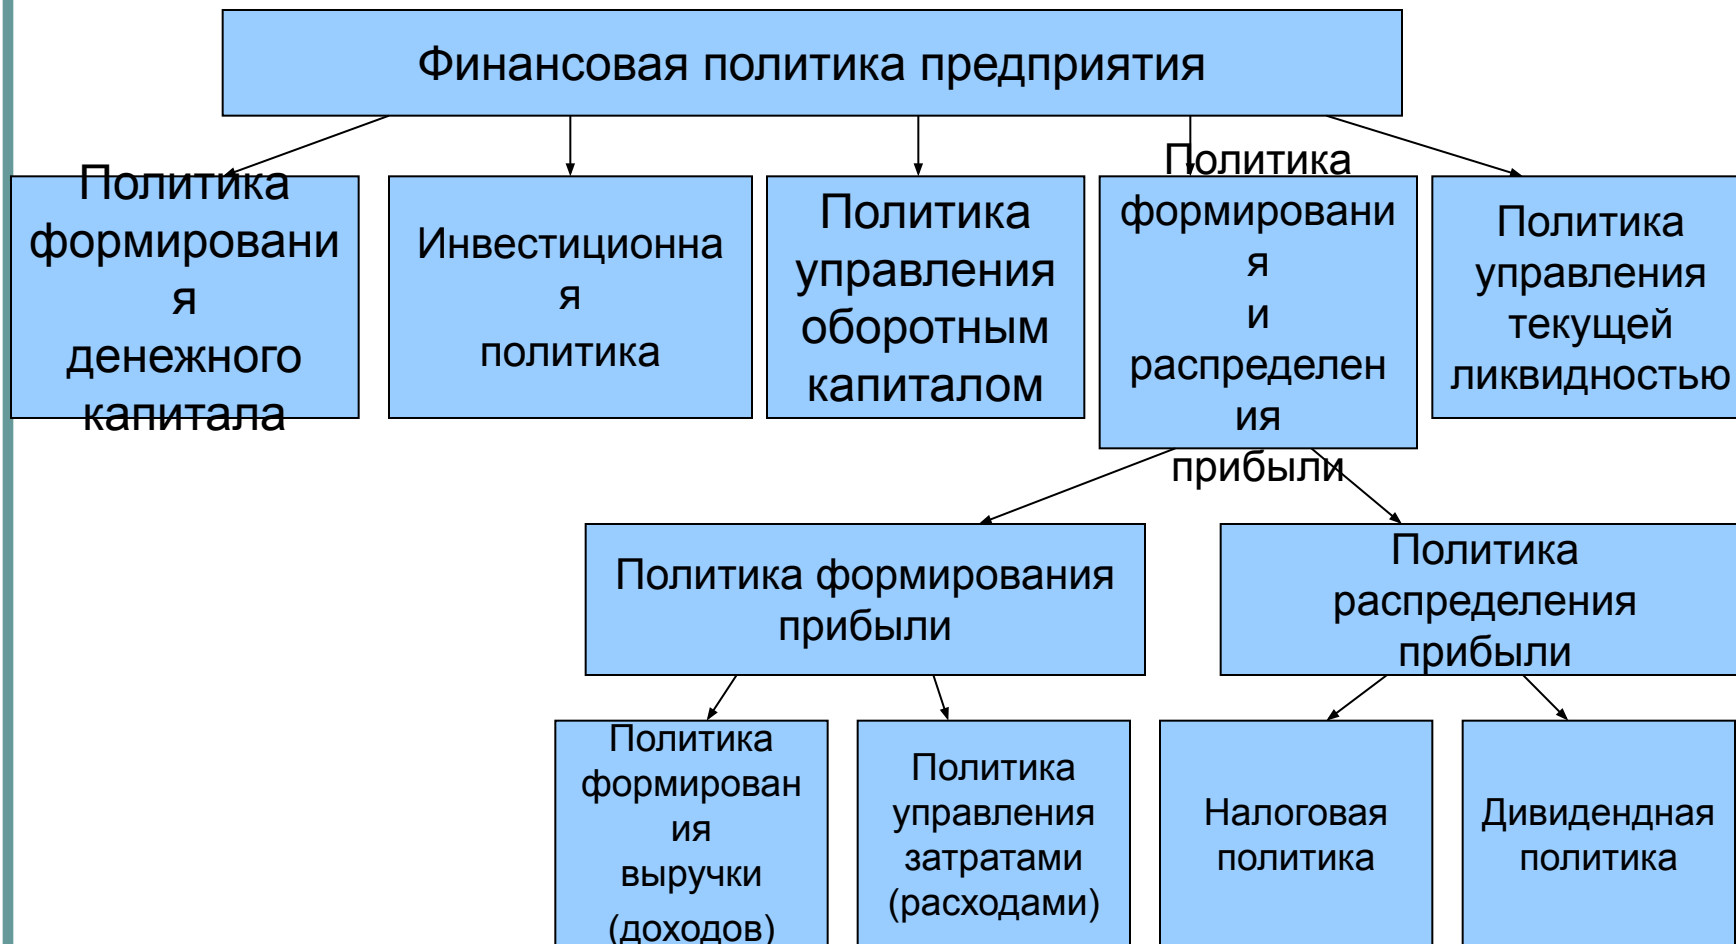 Финансовая политика предприятия
Политика
формировани
я
денежного
капитала
Инвестиционна
я
политика
Политика
управления
оборотным
капиталом
Политика
формировани
я
и
распределен
ия
прибыли
Политика
управления
текущей
ликвидностью
Политика формирования
прибыли
Политика
распределения
прибыли
Политика
формирован
ия
выручки
(доходов)
Политика
управления
затратами
(расходами)
Налоговая
политика
Дивидендная
политика